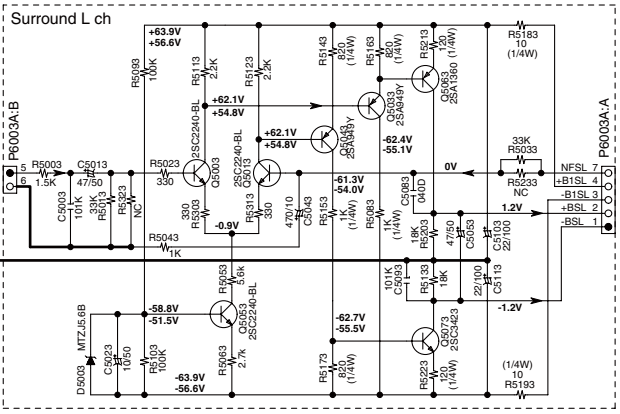 Surround L ch
+63.9V
+56.6V
R5093
100K
R5113
2.2K
R5123
2.2K
R5143
820
(1/4W)
R5163
820
(1/4W)
R5213
120
(1/4W)
R5183
10
(1/4W)
Q5063
2SA1360
Q5033
2SA949Y
Q5043
2SA949Y
+62.1V
+54.8V
+62.1V
+54.8V
-62.4V
-55.1V
2SC2240-BL
Q5003
2SC2240-BL
Q5013
P6003A:B
5
6
R5003
1.5K
C5013
47/50
R5023
330
C5003
101K
R5013
33K
R5323
NC
R5303
330
R5313
330
C5043
470/10
-61.3V
-54.0V
R5153
1K
(1/4W)
R5083
1K
(1/4W)
C5083
040D
0V
33K
R5033
R5233
NC
P6003A:A
NFSL 7
+B1SL 4
-B1SL 3
+BSL 2
-BSL 1
1.2V
R5203
18K
C5053
47/50
C5103
22/100
R5043
1K
-0.9V
R5053
5.6k
C5093
101K
R5133
18K
C5113
22/100
-1.2V
-58.8V
-51.5V
Q5053
2SC2240-BL
-62.7V
-55.5V
Q5073
2SC3423
D5003
MTZJ5.6B
C5023
10/50
R5103
100K
R5063
2.7k
R5173
820
(1/4W)
R5223
120
(1/4W)
(1/4W)
10
R5193
-63.9V
-56.6V